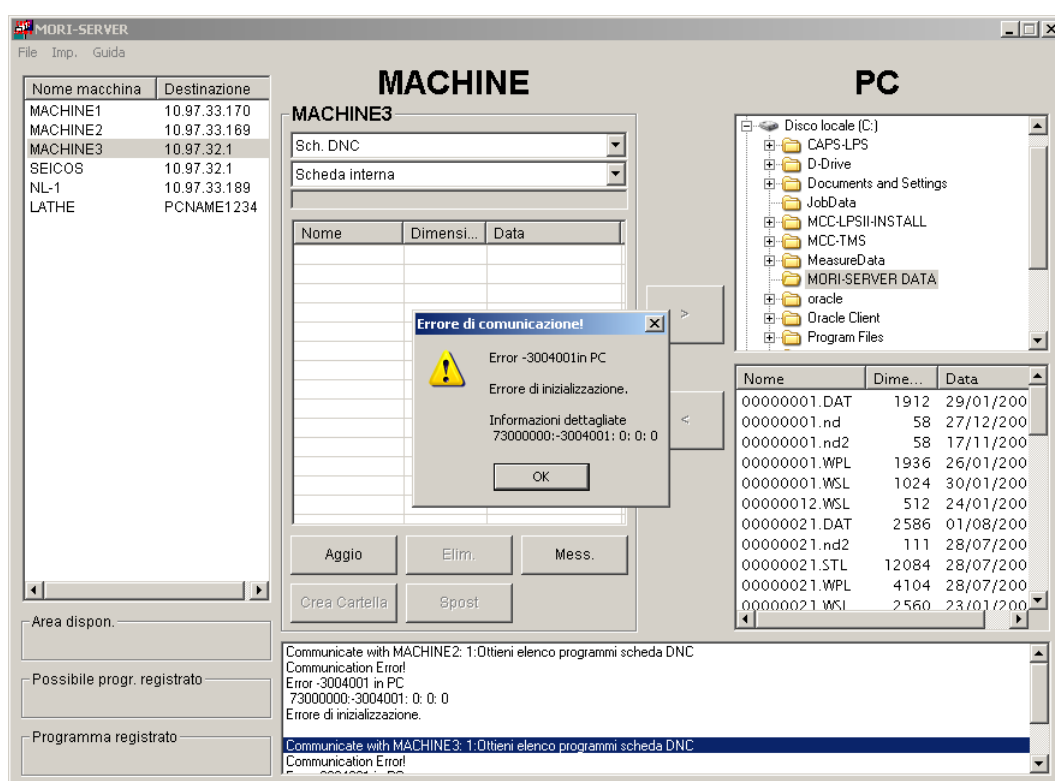 MORI-SERVER
File Imp. Guida
MACHINE
PC
Nome macchina Destinazione
MACHINE1 10.97.33.170
MACHINE2 10.97.33.169
MACHINE3 10.97.32.1
SEICOS 10.97.32.1
NL-1 10.97.33.189
LATHE PCNAME1234
MACHINE3
Sch. DNC
Scheda interna
Nome Dimensi... Data
Disco locale (C:)
CAPS-LPS
D-Drive
Documents and Settings
JobData
MCC-LPSII-INSTALL
MCC-TMS
MeasureData
MORI-SERVER DATA
oracle
Oracle Client
Program Files
>
<
Errore di comunicazione!
Error -3004001in PC
Errore di inizializzazione.
Informazioni dettagliate
73000000:-3004001: 0: 0: 0
OK
Nome Dime... Data
00000001.DAT 1912 29/01/200
00000001.nd 58 27/12/200
00000001.nd2 58 17/11/200
00000001.WPL 1936 26/01/200
00000001.WSL 1024 30/01/200
00000012.WSL 512 24/01/200
00000021.DAT 2586 01/08/200
00000021.nd2 111 28/07/200
00000021.STL 12084 28/07/200
00000021.WPL 4104 28/07/200
00000021.WSL 2560 23/01/200
Aggio Elim. Mess.
Crea Cartella Spost
Area dispon.
Possibile progr. registrato
Programma registrato
Communicate with MACHINE2: 1:Ottieni elenco programmi scheda DNC
Communication Error!
Error -3004001 in PC
73000000:-3004001: 0: 0: 0
Errore di inizializzazione.
Communicate with MACHINE3: 1:Ottieni elenco programmi scheda DNC
Communication Error!